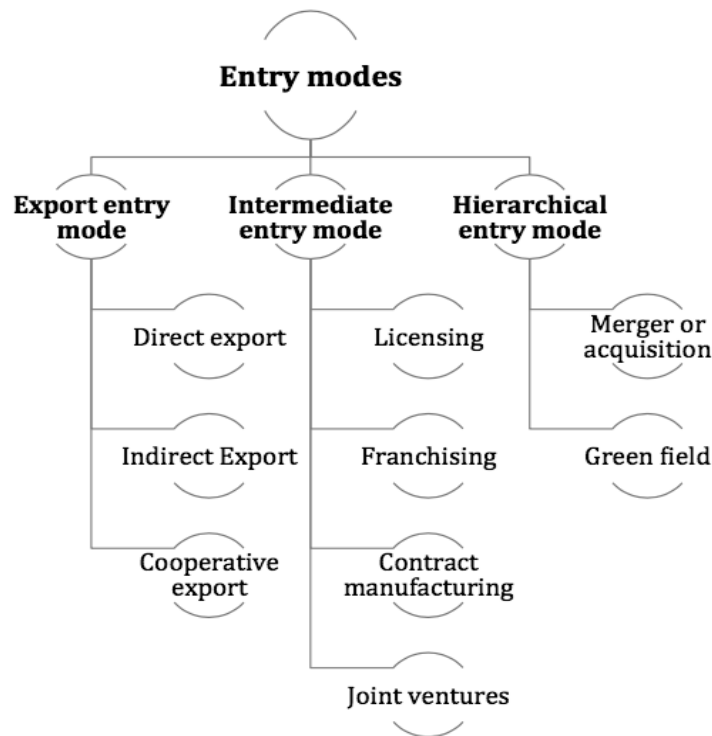 Entry modes
Export entry
mode
Intermediate
entry mode
Hierarchical
entry mode
Direct export
Indirect Export
Cooperative
export
Licensing
Franchising
Contract
manufacturing
Joint ventures
Merger or
acquisition
Green field